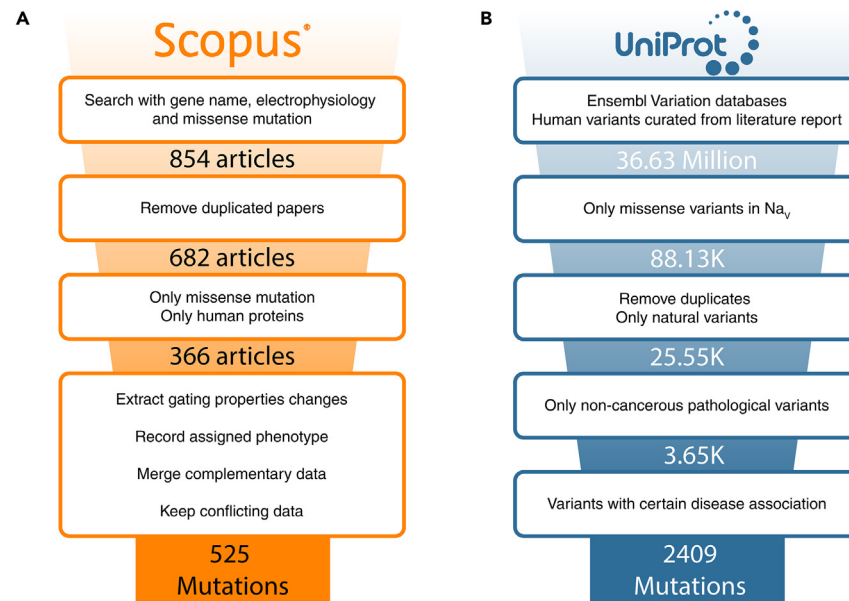 A
Scopus®
Search with gene name, electrophysiology
and missense mutation
854 articles
Remove duplicated papers
682 articles
Only missense mutation
Only human proteins
366 articles
Extract gating properties changes
Record assigned phenotype
Merge complementary data
Keep conflicting data
525
Mutations
B
UniProt
Ensembl Variation databases
Human variants curated from literature report
36.63 Million
Only missense variants in Naᵥ
88.13K
Remove duplicates
Only natural variants
25.55K
Only non-cancerous pathological variants
3.65K
Variants with certain disease association
2409
Mutations